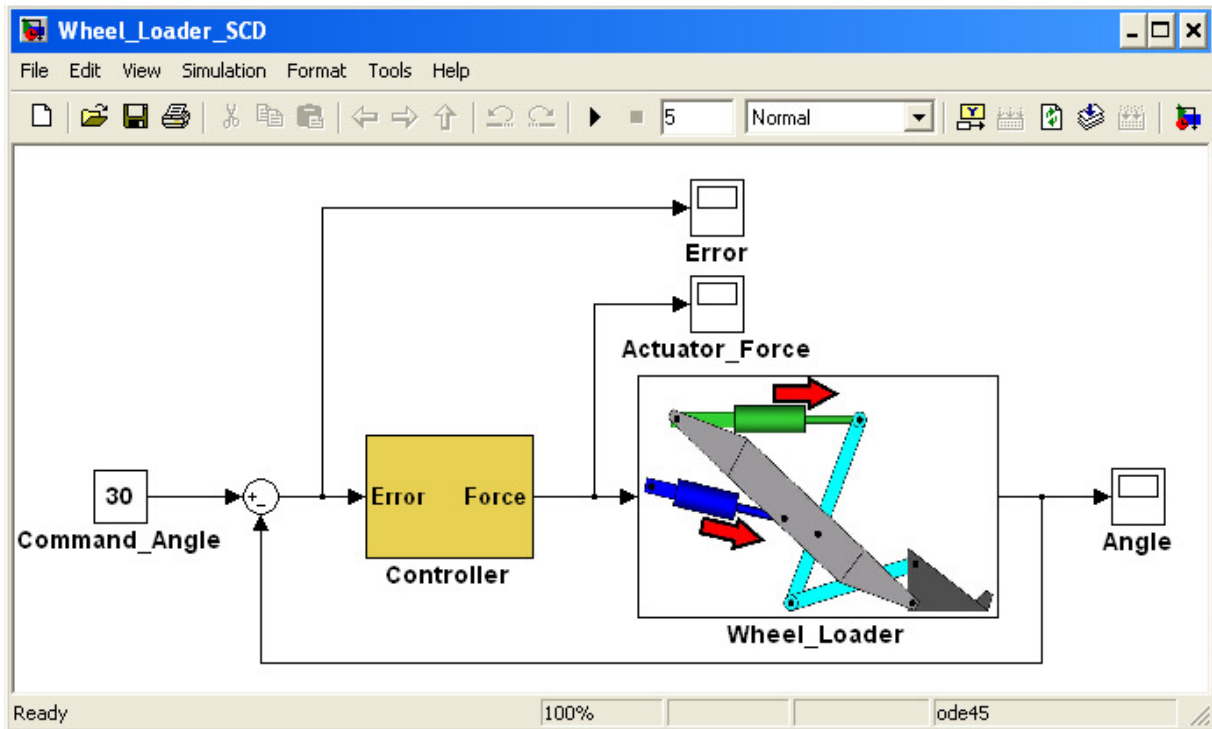 Wheel_Loader_SCD
File Edit View Simulation Format Tools Help
5 Normal
Y
Error
Actuator_Force
30
+
-
Error Force
Command_Angle
Controller
Angle
Wheel_Loader
Ready 100% ode45